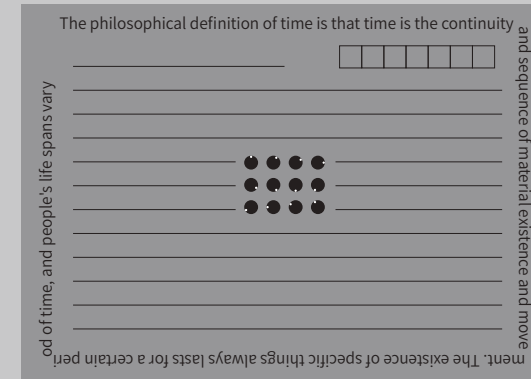 The philosophical definition of time is that time is the continuity
and sequence of material existence and move
ment. The existence of specific things always lasts for a certain peri
od of time, and people's life spans vary